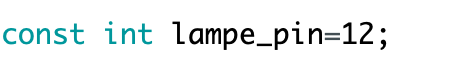 const int lampe_pin=12;